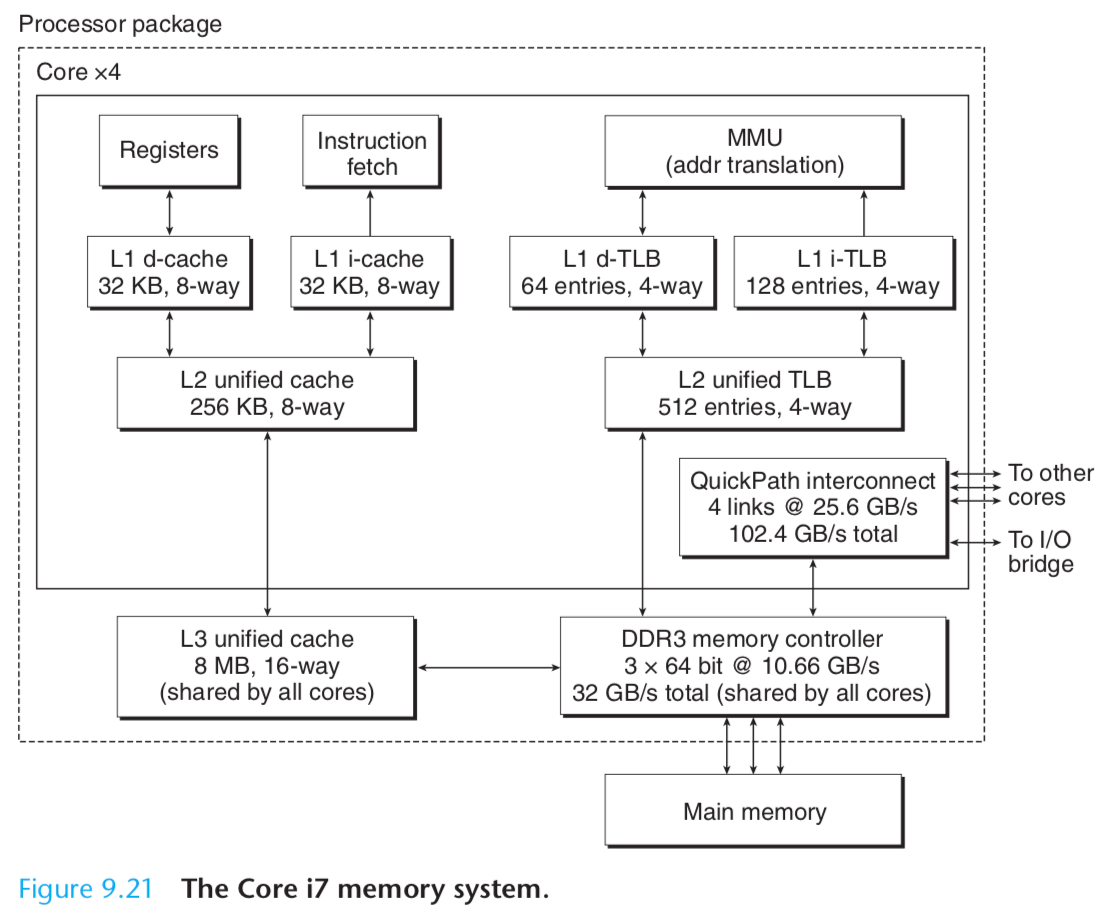 Processor package
Core ×4
Registers
Instruction
fetch
MMU
(addr translation)
L1 d-cache
32 KB, 8-way
L1 i-cache
32 KB, 8-way
L1 d-TLB
64 entries, 4-way
L1 i-TLB
128 entries, 4-way
L2 unified cache
256 KB, 8-way
L2 unified TLB
512 entries, 4-way
QuickPath interconnect
4 links @ 25.6 GB/s
102.4 GB/s total
To other
cores
To I/O
bridge
L3 unified cache
8 MB, 16-way
(shared by all cores)
DDR3 memory controller
3 × 64 bit @ 10.66 GB/s
32 GB/s total (shared by all cores)
Main memory
Figure 9.21 The Core i7 memory system.